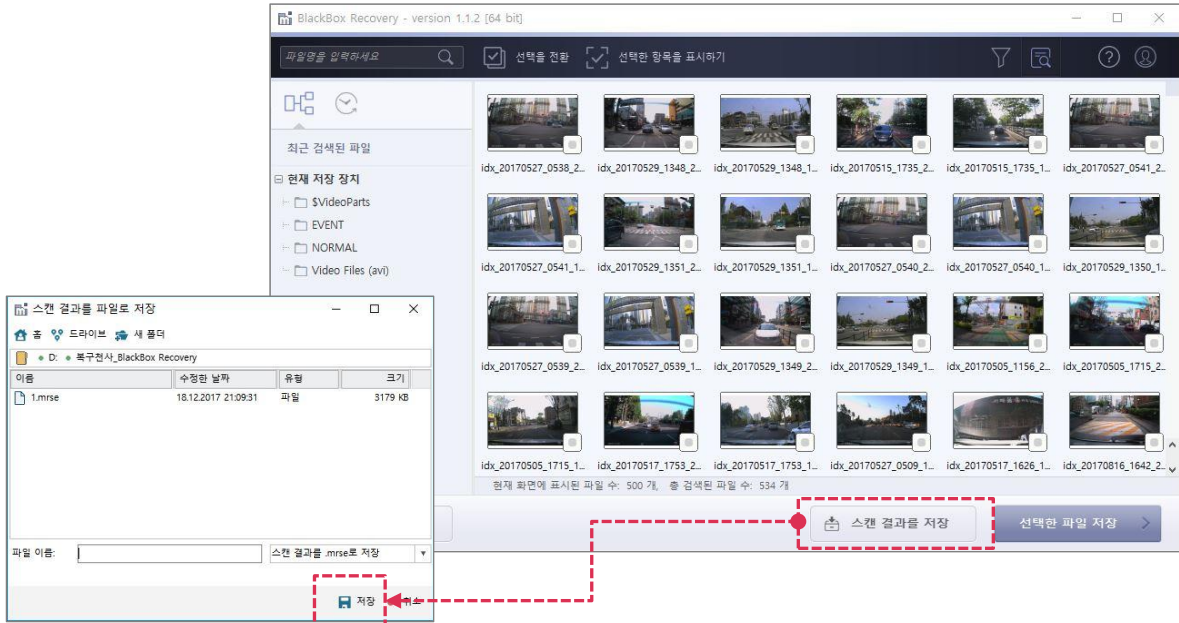 BlackBox Recovery - version 1.1.2 [64 bit]
파일명을 입력하세요
선택을 전환
선택한 항목을 표시하기
최근 검색된 파일
현재 저장 장치
$VideoParts
EVENT
NORMAL
Video Files (avi)
idx_20170527_0538_2... idx_20170529_1348_2... idx_20170529_1348_1... idx_20170515_1735_2... idx_20170515_1735_1... idx_20170527_0541_2...
idx_20170527_0541_1... idx_20170529_1351_2... idx_20170529_1351_1... idx_20170527_0540_2... idx_20170527_0540_1... idx_20170529_1350_1...
idx_20170527_0539_2... idx_20170527_0539_1... idx_20170529_1349_2... idx_20170529_1349_1... idx_20170505_1156_2... idx_20170505_1715_2...
idx_20170505_1715_1... idx_20170517_1753_2... idx_20170517_1753_1... idx_20170527_0509_1... idx_20170517_1626_1... idx_20170816_1642_2...
현재 화면에 표시된 파일 수: 500 개, 총 검색된 파일 수: 534 개
스캔 결과를 저장
선택한 파일 저장
스캔 결과를 파일로 저장
홈 드라이브 새 폴더
D: 복구천사_BlackBox Recovery
이름 수정한 날짜 유형 크기
1.mrse 18.12.2017 21:09:31 파일 3179 KB
파일 이름: 스캔 결과를 .mrse로 저장
저장 취소